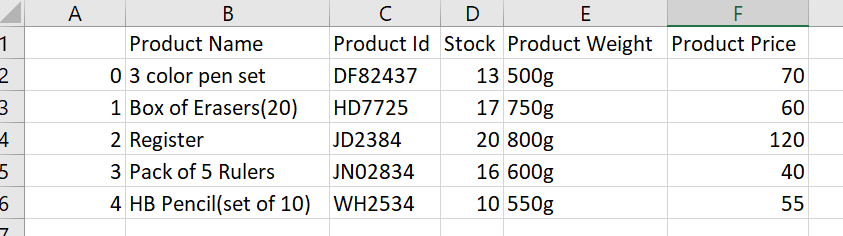 A B C D E F
1 Product Name Product Id Stock Product Weight Product Price
2 0 3 color pen set DF82437 13 500g 70
3 1 Box of Erasers(20) HD7725 17 750g 60
4 2 Register JD2384 20 800g 120
5 3 Pack of 5 Rulers JN02834 16 600g 40
6 4 HB Pencil(set of 10) WH2534 10 550g 55
7